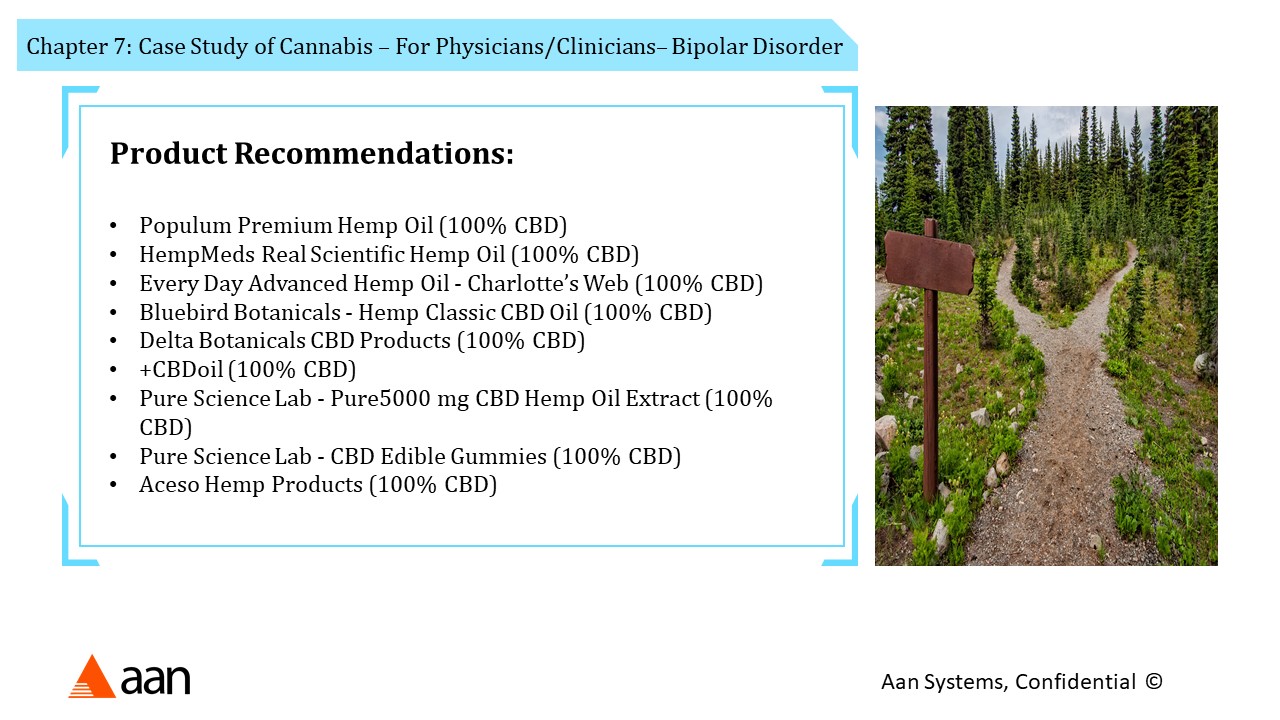 Chapter 7: Case Study of Cannabis – For Physicians/Clinicians– Bipolar Disorder
Product Recommendations:
• Populum Premium Hemp Oil (100% CBD)
• HempMeds Real Scientific Hemp Oil (100% CBD)
• Every Day Advanced Hemp Oil - Charlotte’s Web (100% CBD)
• Bluebird Botanicals - Hemp Classic CBD Oil (100% CBD)
• Delta Botanicals CBD Products (100% CBD)
• +CBDoil (100% CBD)
• Pure Science Lab - Pure5000 mg CBD Hemp Oil Extract (100%
CBD)
• Pure Science Lab - CBD Edible Gummies (100% CBD)
• Aceso Hemp Products (100% CBD)
aan
Aan Systems, Confidential ©